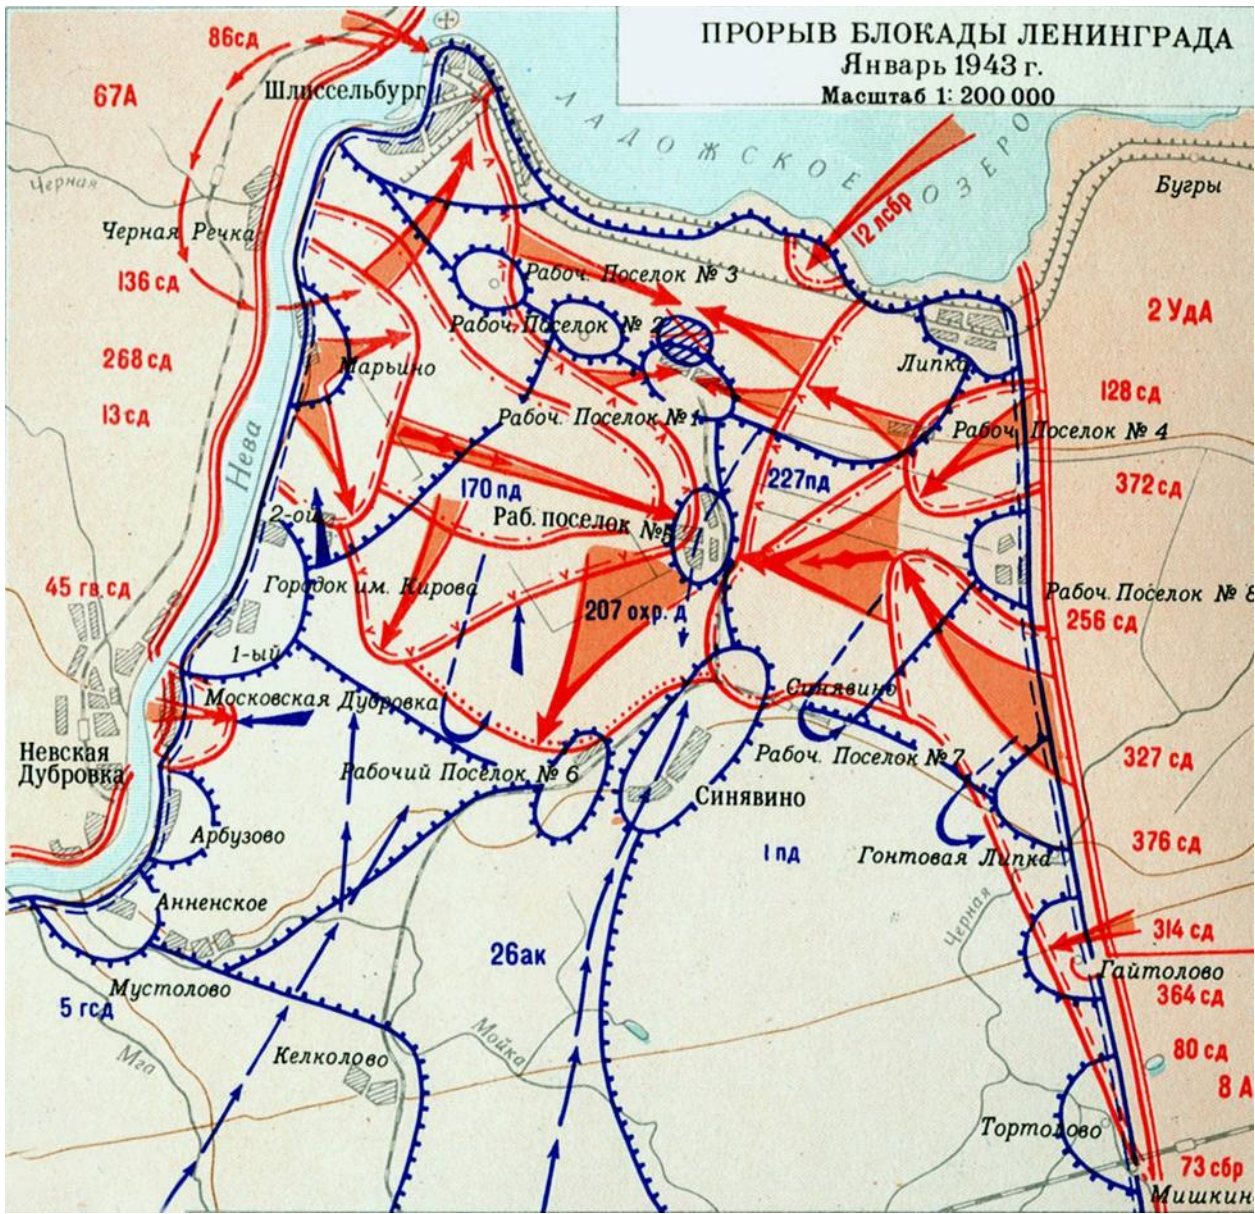 ПРОРЫВ БЛОКАДЫ ЛЕНИНГРАДА
Январь 1943 г.
Масштаб 1: 200 000
86сд
67А
Шлиссельбург
ЛАДОЖСКОЕ ОЗЕРО
12 лсбр
Бугры
Черная
Черная Речка
Рабоч. Поселок № 3
136 сд
2 УдА
Рабоч. Поселок № 2
268 сд
Марьино
Липка
128 сд
13 сд
Рабоч. Поселок № 1
Рабоч. Поселок № 4
Нева
170 пд
227пд
372 сд
2-ой
Раб. поселок №5
45 гв.сд
Городок им. Кирова
207 охр. д
Рабоч. Поселок № 8
256 сд
1-ый
Московская Дубровка
Синявино
Невская
Дубровка
Рабочий Поселок № 6
Рабоч. Поселок № 7
327 сд
Синявино
Арбузово
1 пд
Гонтовая Липка
376 сд
Анненское
Черная
314 сд
26ак
Гайтолово
Мустолово
364 сд
5 гсд
Мга
Келколово
Мойка
80 сд
8 А
Тортолово
73 сбр
Мишкин